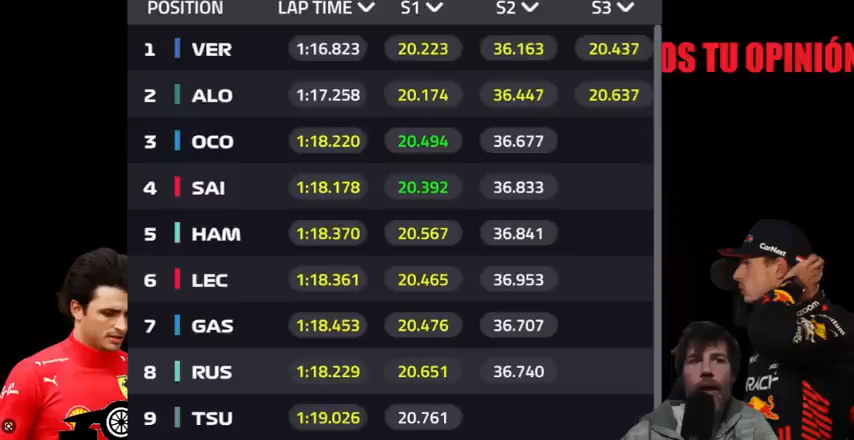 POSITION LAP TIME S1 S2 S3
1 VER 1:16.823 20.223 36.163 20.437
2 ALO 1:17.258 20.174 36.447 20.637
3 OCO 1:18.220 20.494 36.677
4 SAI 1:18.178 20.392 36.833
5 HAM 1:18.370 20.567 36.841
6 LEC 1:18.361 20.465 36.953
7 GAS 1:18.453 20.476 36.707
8 RUS 1:18.229 20.651 36.740
9 TSU 1:19.026 20.761
OS TU OPINIÓN
CarNext